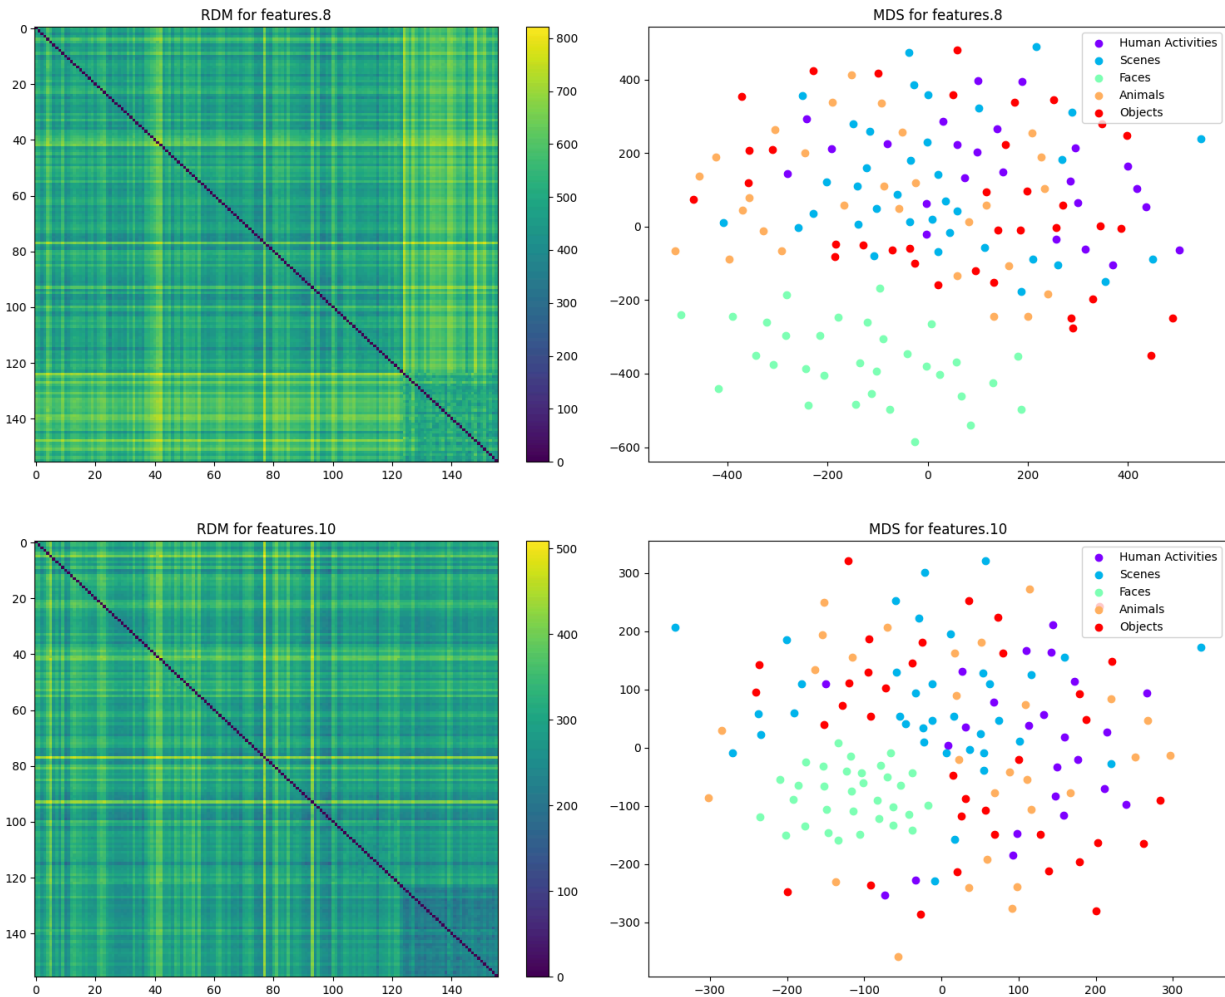 RDM for features.8
0
20
40
60
80
100
120
140
0 20 40 60 80 100 120 140
800
700
600
500
400
300
200
100
0
MDS for features.8
Human Activities
Scenes
Faces
Animals
Objects
400
200
0
−200
−400
−600
−400 −200 0 200 400
RDM for features.10
0
20
40
60
80
100
120
140
0 20 40 60 80 100 120 140
500
400
300
200
100
0
MDS for features.10
Human Activities
Scenes
Faces
Animals
Objects
300
200
100
0
−100
−200
−300
−300 −200 −100 0 100 200 300